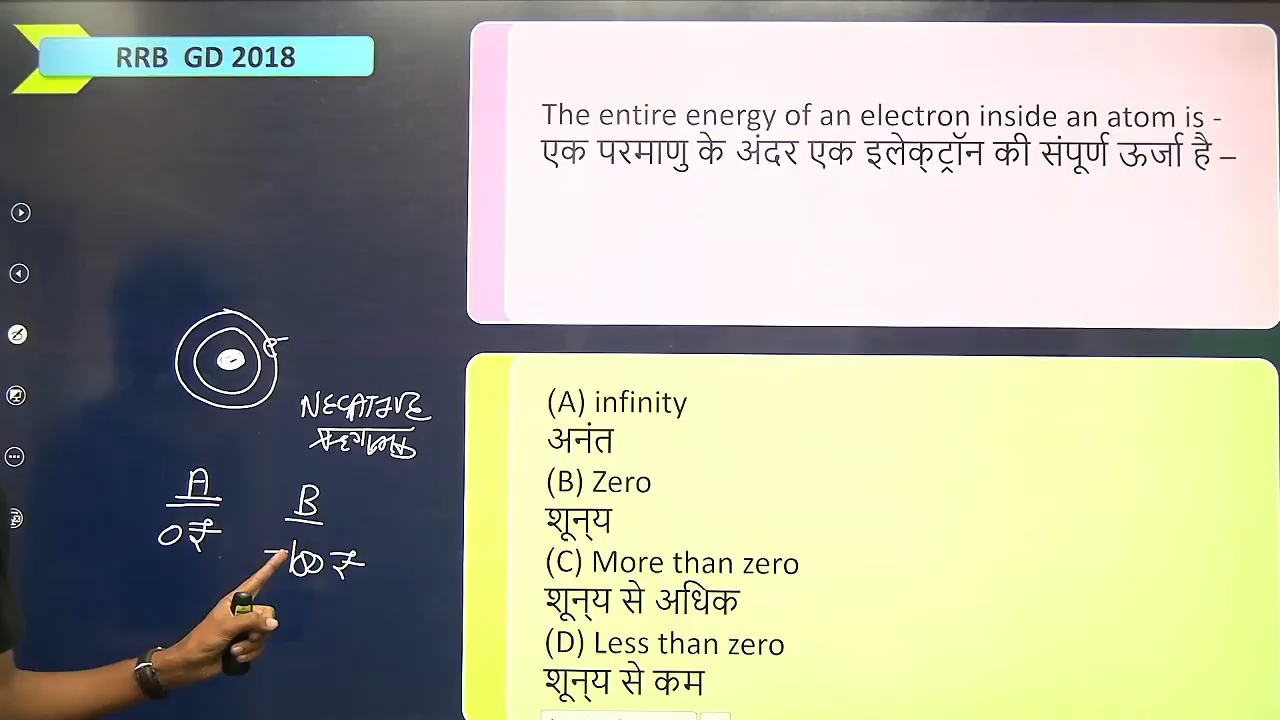 RRB GD 2018
The entire energy of an electron inside an atom is -
एक परमाणु के अंदर एक इलेक्ट्रॉन की संपूर्ण ऊर्जा है –
(A) infinity
अनंत
(B) Zero
शून्य
(C) More than zero
शून्य से अधिक
(D) Less than zero
शून्य से कम
e-
NEGATIVE
A
B
0₹
-100₹